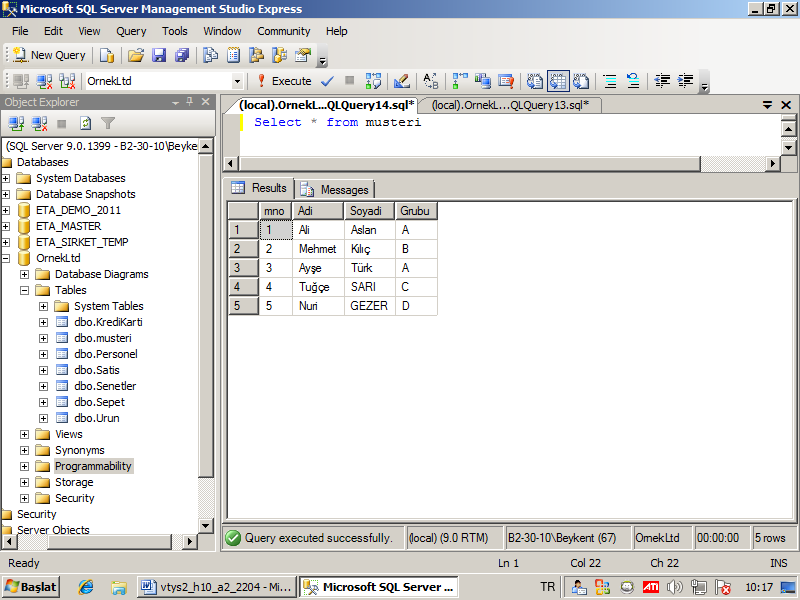 Microsoft SQL Server Management Studio Express
File Edit View Query Tools Window Community Help
New Query
OrnekLtd Execute
Object Explorer
(SQL Server 9.0.1399 - B2-30-10\Beyke
Databases
System Databases
Database Snapshots
ETA_DEMO_2011
ETA_MASTER
ETA_SIRKET_TEMP
OrnekLtd
Database Diagrams
Tables
System Tables
dbo.KrediKarti
dbo.musteri
dbo.Personel
dbo.Satis
dbo.Senetler
dbo.Sepet
dbo.Urun
Views
Synonyms
Programmability
Storage
Security
Security
Server Objects
(local).OrnekL...QLQuery14.sql* (local).OrnekL...QLQuery13.sql*
Select * from musteri
Results Messages
mno Adi Soyadi Grubu
1 1 Ali Aslan A
2 2 Mehmet Kılıç B
3 3 Ayşe Türk A
4 4 Tuğçe SARI C
5 5 Nuri GEZER D
Query executed successfully. (local) (9.0 RTM) B2-30-10\Beykent (67) OrnekLtd 00:00:00 5 rows
Ready Ln 1 Col 22 Ch 22 INS
Başlat vtys2_h10_a2_2204 - Mi... Microsoft SQL Server ... TR ATI 10:17